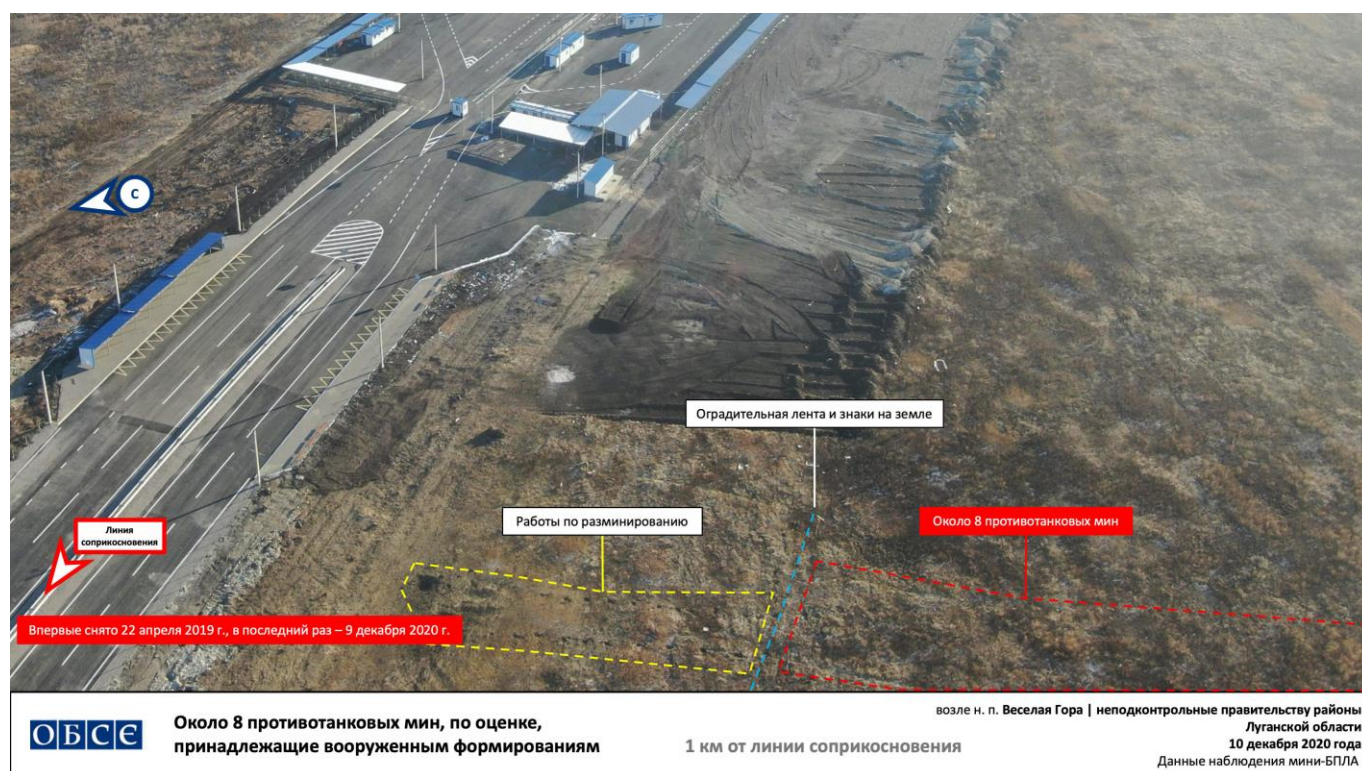 С
Оградительная лента и знаки на земле
Работы по разминированию
Около 8 противотанковых мин
Линия
соприкосновения
Впервые снято 22 апреля 2019 г., в последний раз – 9 декабря 2020 г.
ОБСЄ
Около 8 противотанковых мин, по оценке,
принадлежащие вооруженным формированиям
1 км от линии соприкосновения
возле н. п. Веселая Гора | неподконтрольные правительству районы
Луганской области
10 декабря 2020 года
Данные наблюдения мини-БПЛА